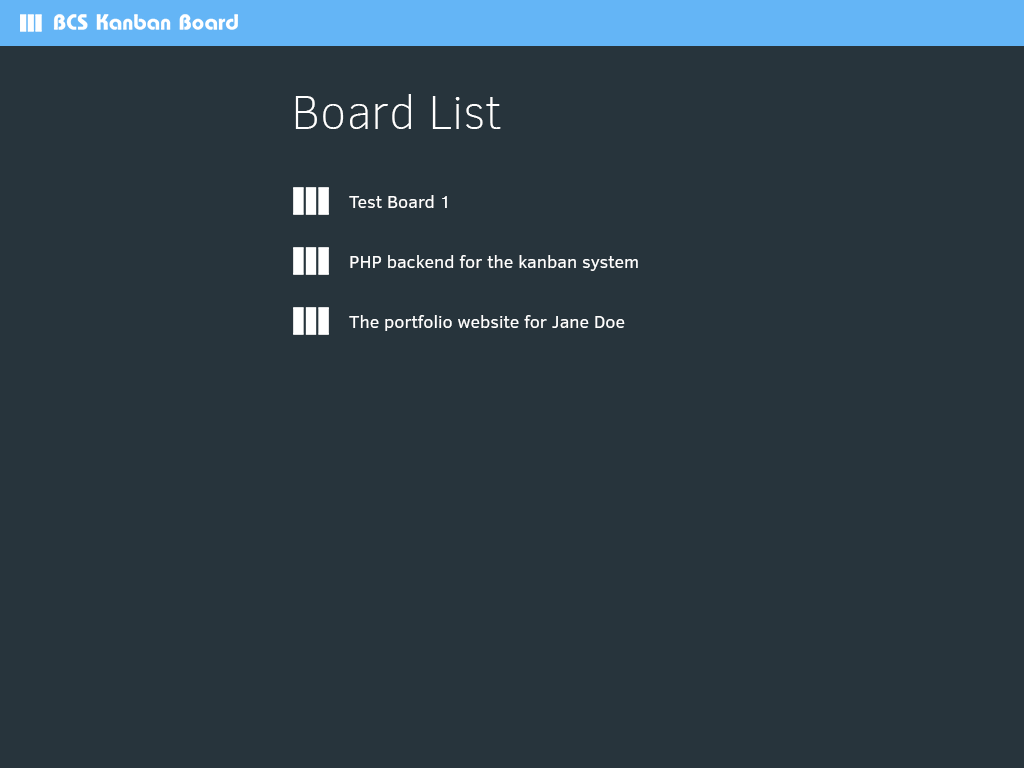 BCS Kanban Board
Board List
Test Board 1
PHP backend for the kanban system
The portfolio website for Jane Doe